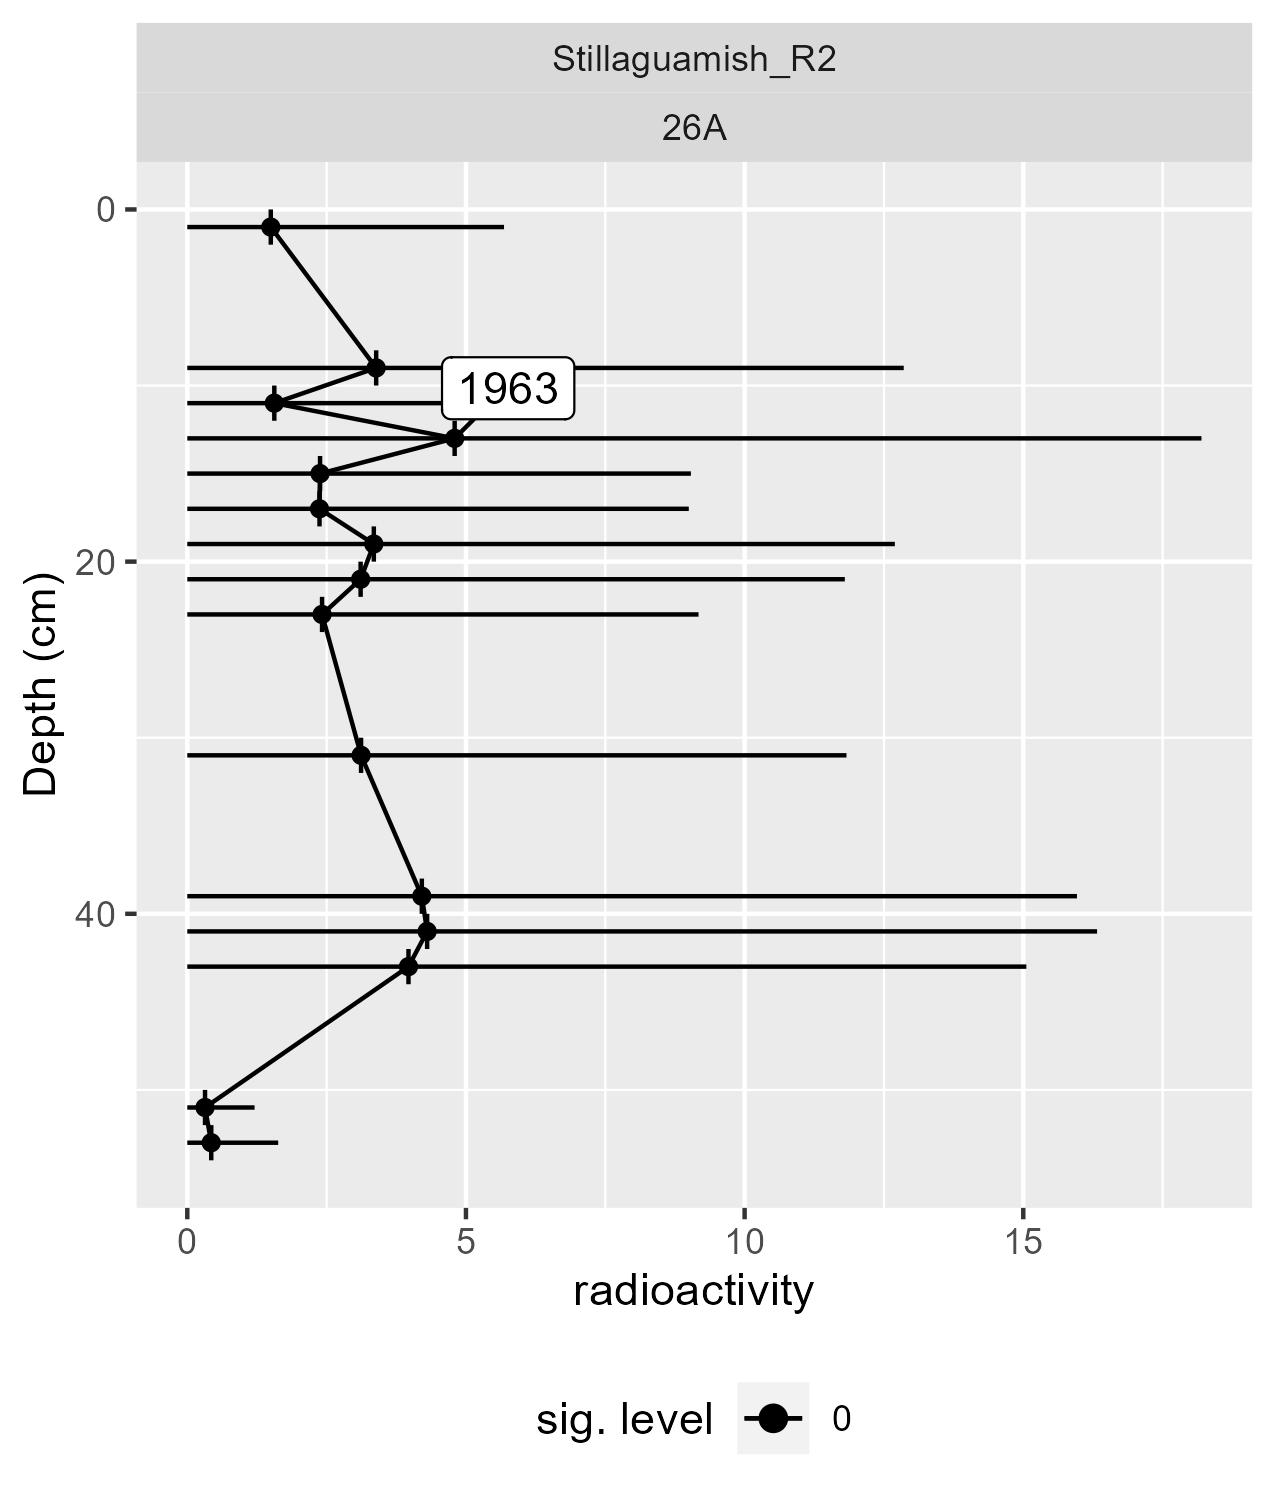 Stillaguamish_R2
26A
0
1963
20
40
Depth (cm)
0 5 10 15
radioactivity
sig. level 0